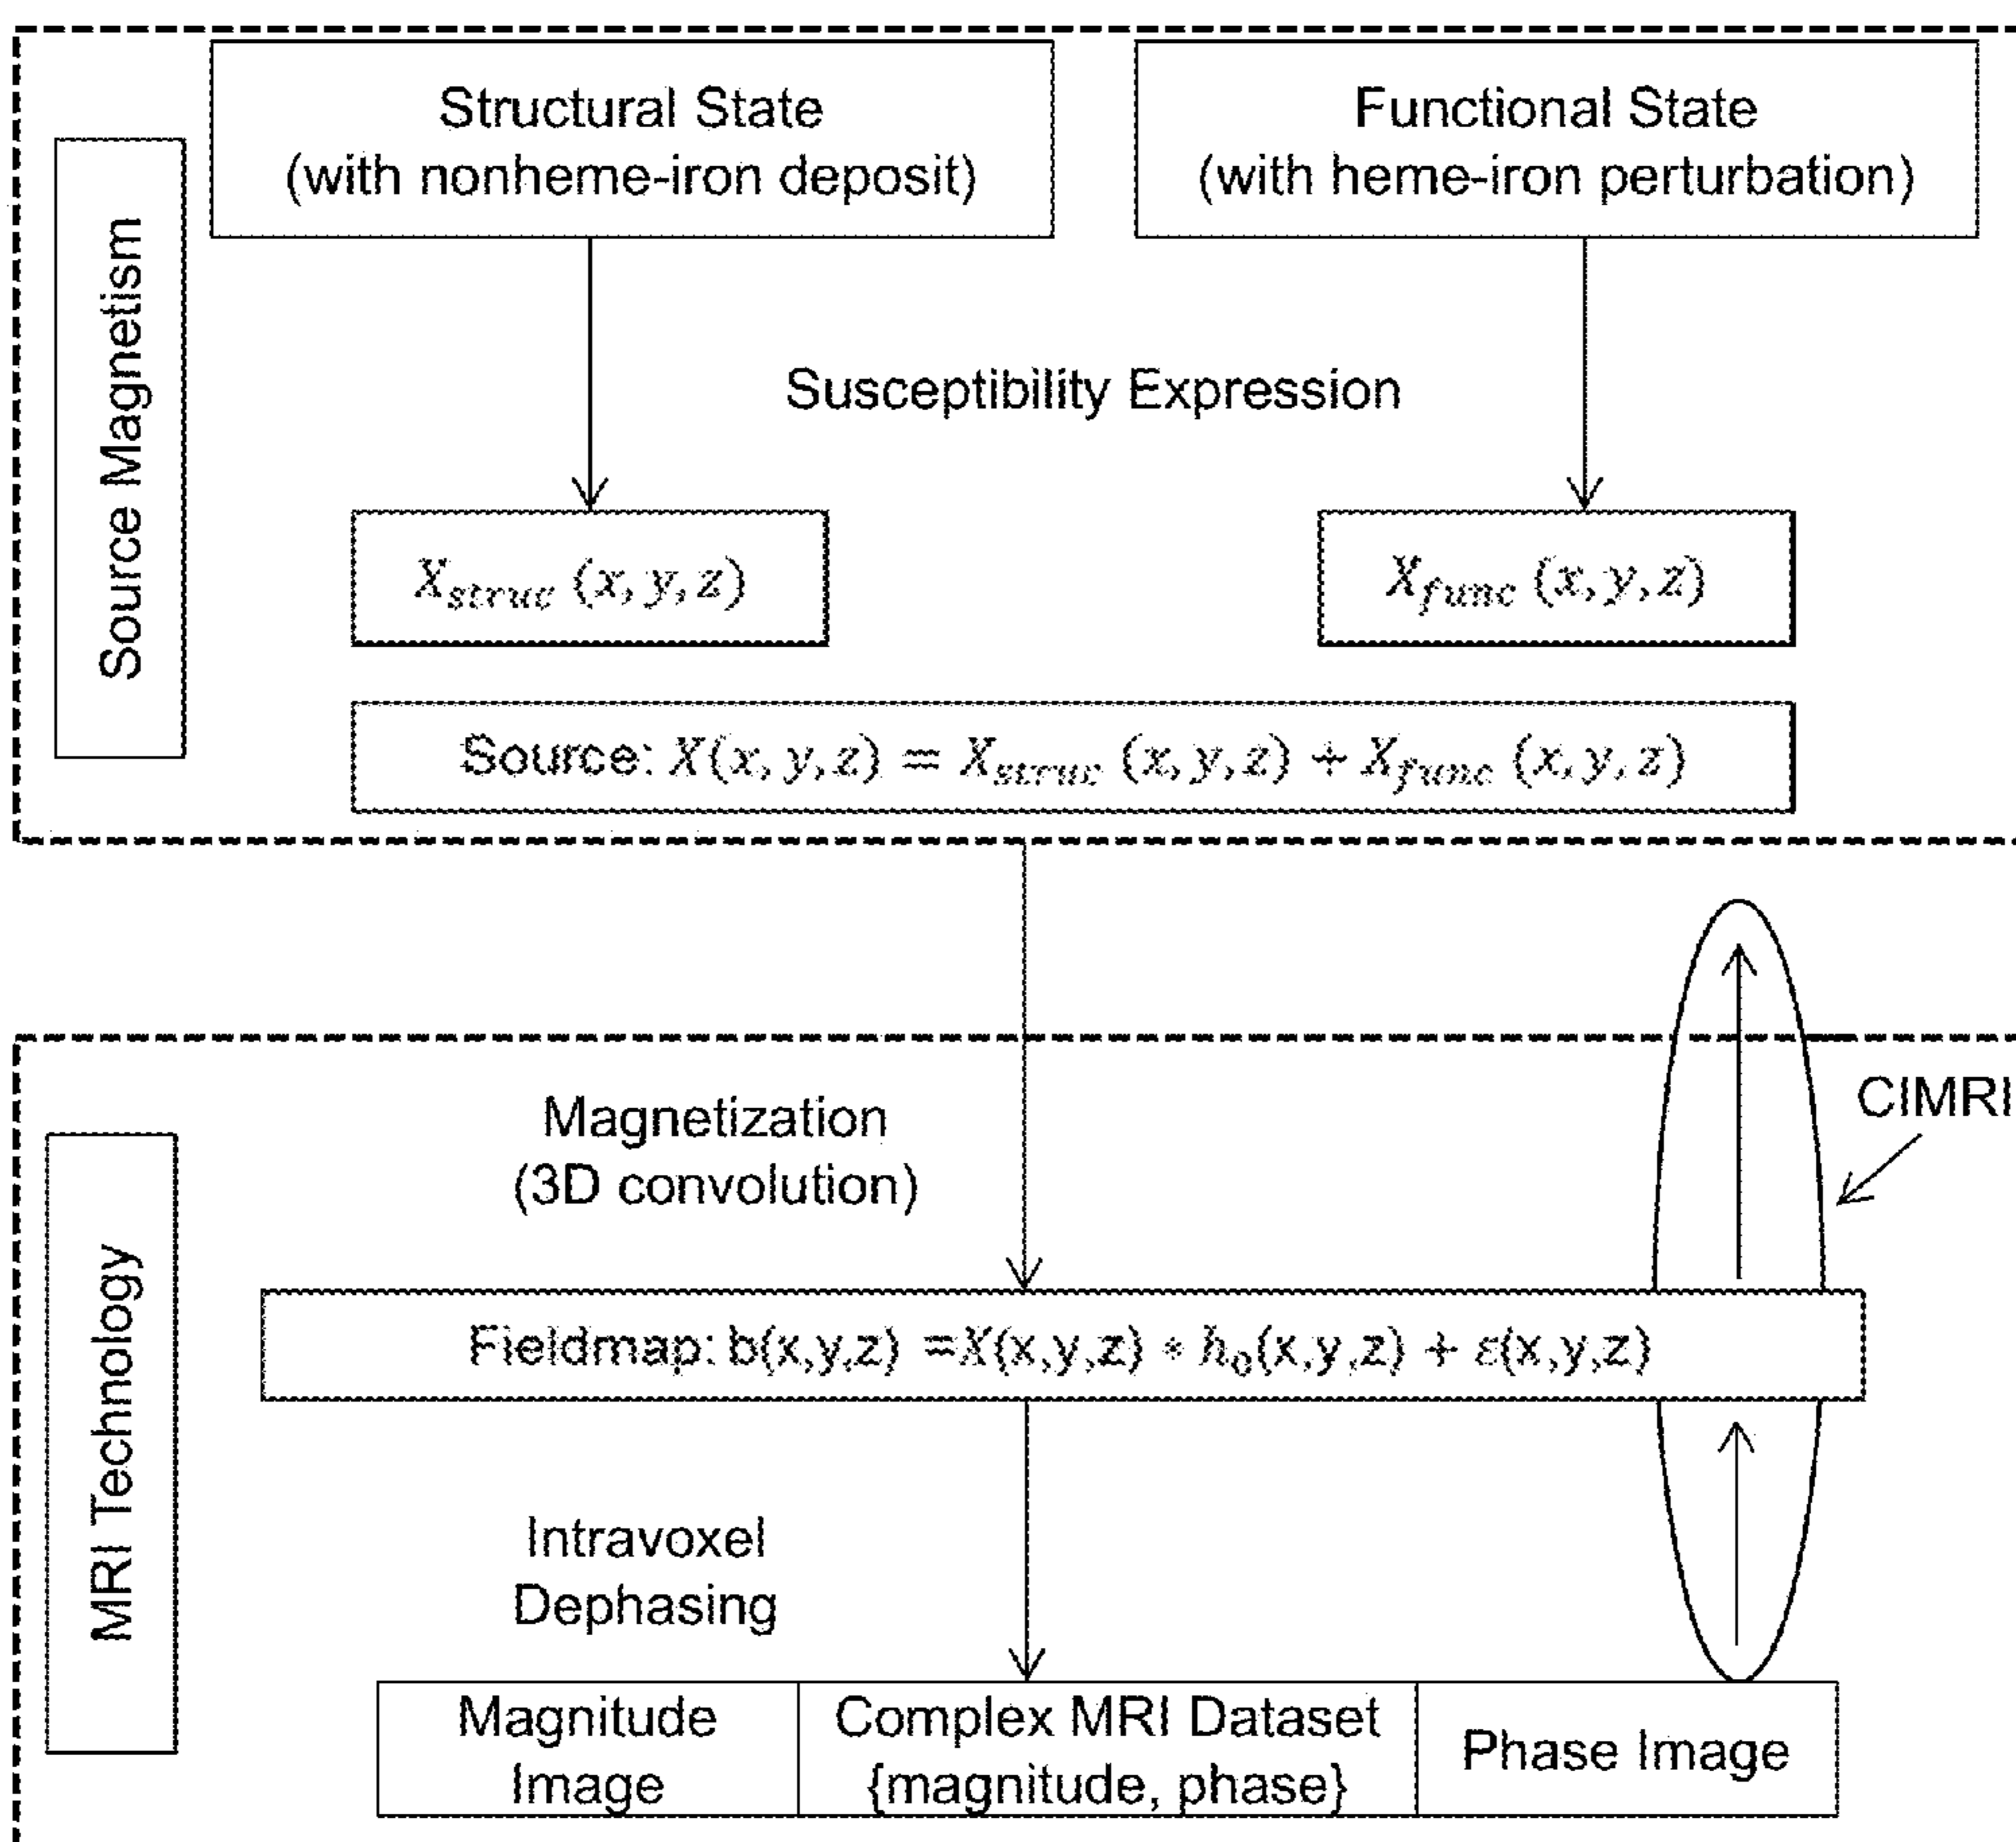 Structural State
(with nonheme-iron deposit)
Functional State
(with heme-iron perturbation)
Source Magnetism
Susceptibility Expression
X_struc (x, y, z)
X_func (x, y, z)
Source: X(x, y, z) = X_struc (x, y, z) + X_func (x, y, z)
Magnetization
(3D convolution)
CIMRI
MRI Technology
Fieldmap: b(x,y,z) =X(x,y,z) * h_0(x,y,z) + ε(x,y,z)
Intravoxel
Dephasing
Magnitude
Image
Complex MRI Dataset
{magnitude, phase}
Phase Image